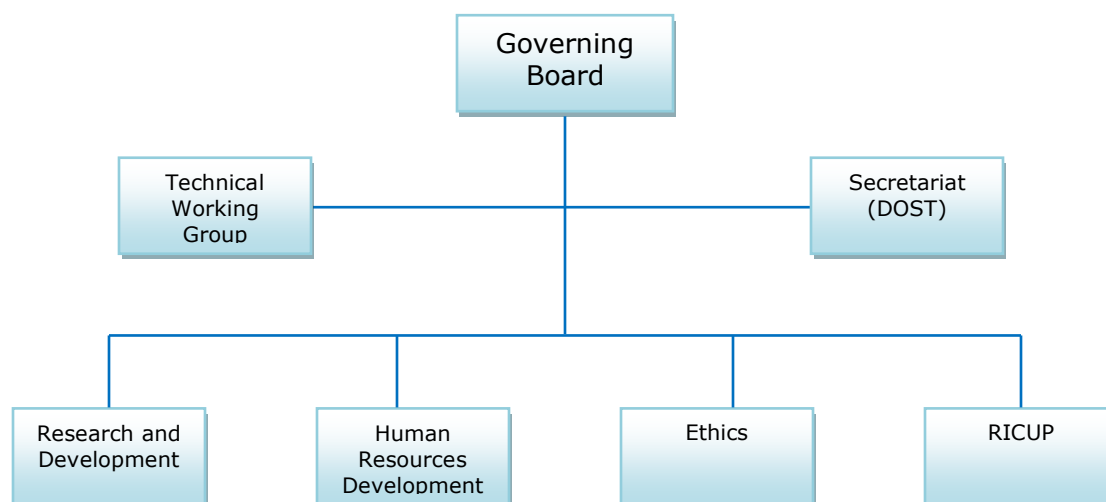 Governing
Board
Technical
Working
Group
Secretariat
(DOST)
Research and
Development
Human
Resources
Development
Ethics
RICUP